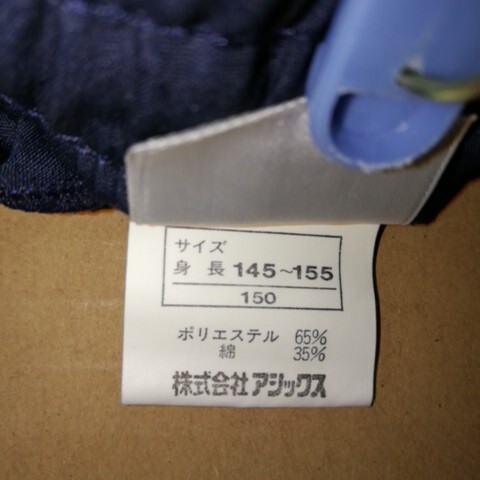 サイズ
身長 145~155
150
ポリエステル 65%
綿 35%
株式会社アシックス